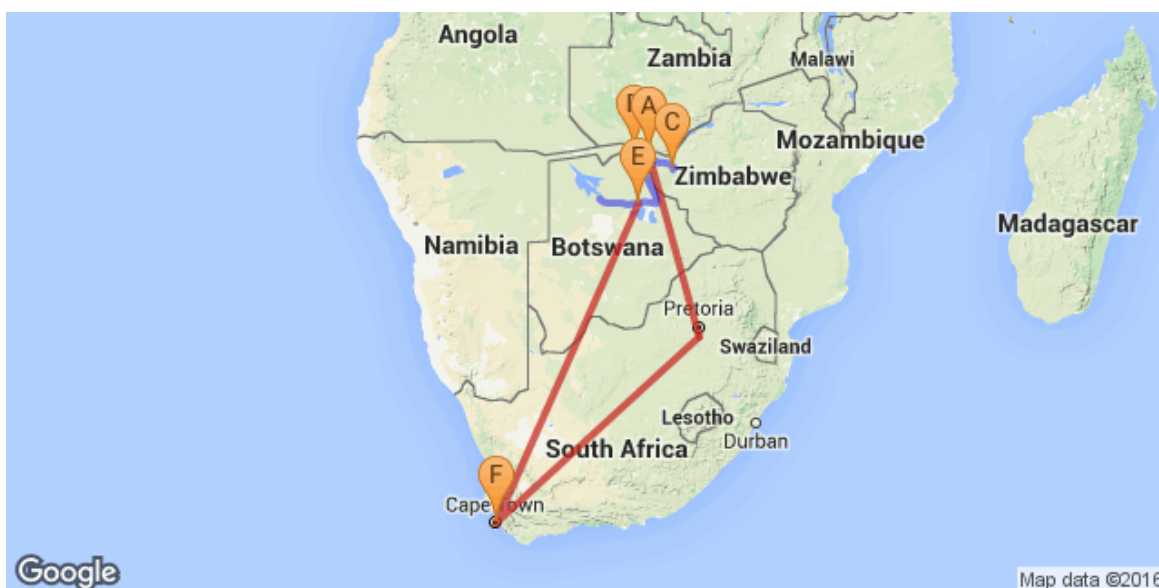 Angola
Zambia
Malawi
A
C
Mozambique
E
Zimbabwe
Madagascar
Namibia
Botswana
Pretoria
Swaziland
Lesotho
Durban
South Africa
F
Cape Town
Google
Map data ©2016